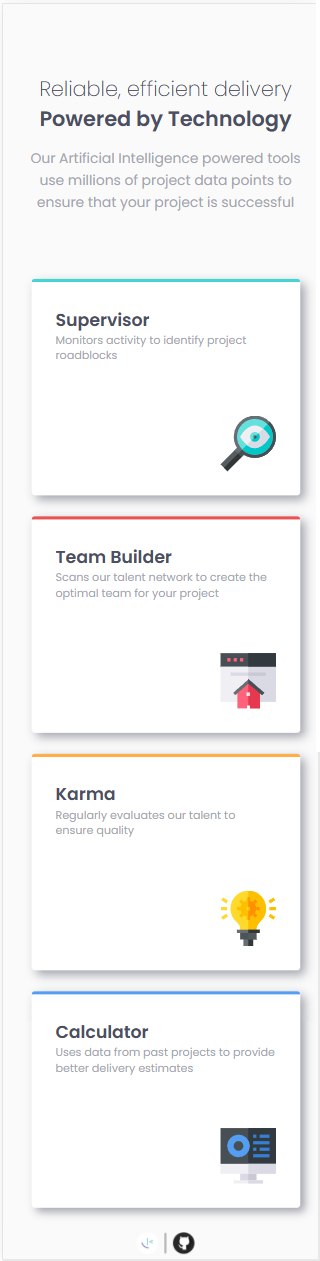 Reliable, efficient delivery
Powered by Technology
Our Artificial Intelligence powered tools
use millions of project data points to
ensure that your project is successful
Supervisor
Monitors activity to identify project
roadblocks
Team Builder
Scans our talent network to create the
optimal team for your project
Karma
Regularly evaluates our talent to
ensure quality
Calculator
Uses data from past projects to provide
better delivery estimates